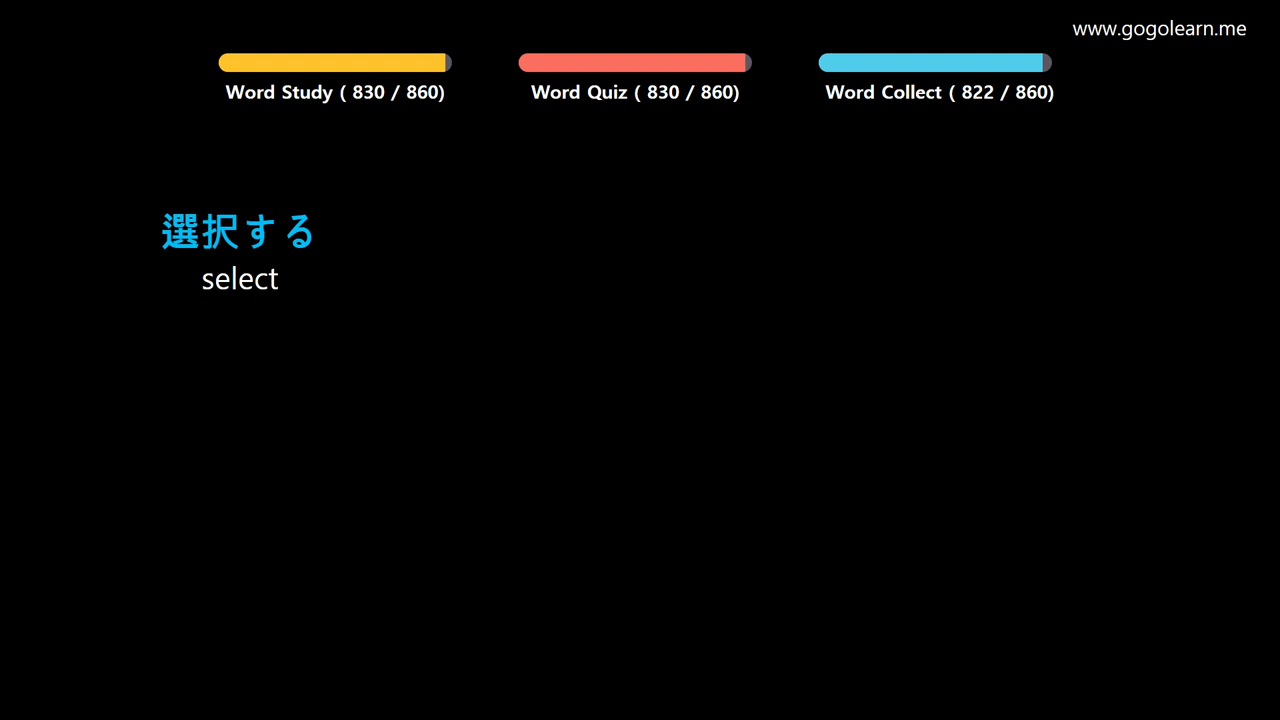 www.gogolearn.me
Word Study ( 830 / 860)
Word Quiz ( 830 / 860)
Word Collect ( 822 / 860)
選択する
select